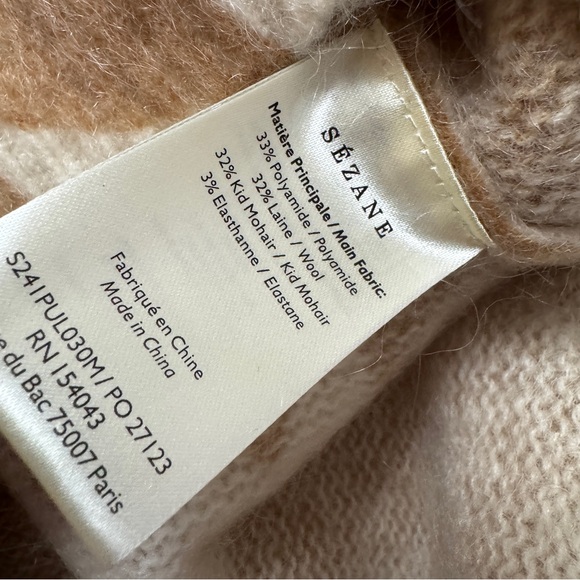 SÉZANE
Matière Principale / Main Fabric:
33% Polyamide / Polyamide
32% Laine / Wool
32% Kid Mohair / Kid Mohair
3% Elasthanne / Elastane
Fabriqué en Chine
Made in China
S241PUL030M / PO 27123
RN 154043
du Bac 75007 Paris